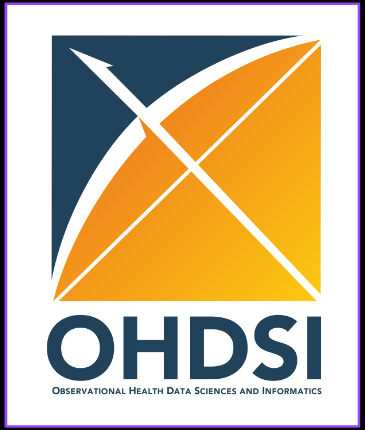 OHDSI
OBSERVATIONAL HEALTH DATA SCIENCES AND INFORMATICS